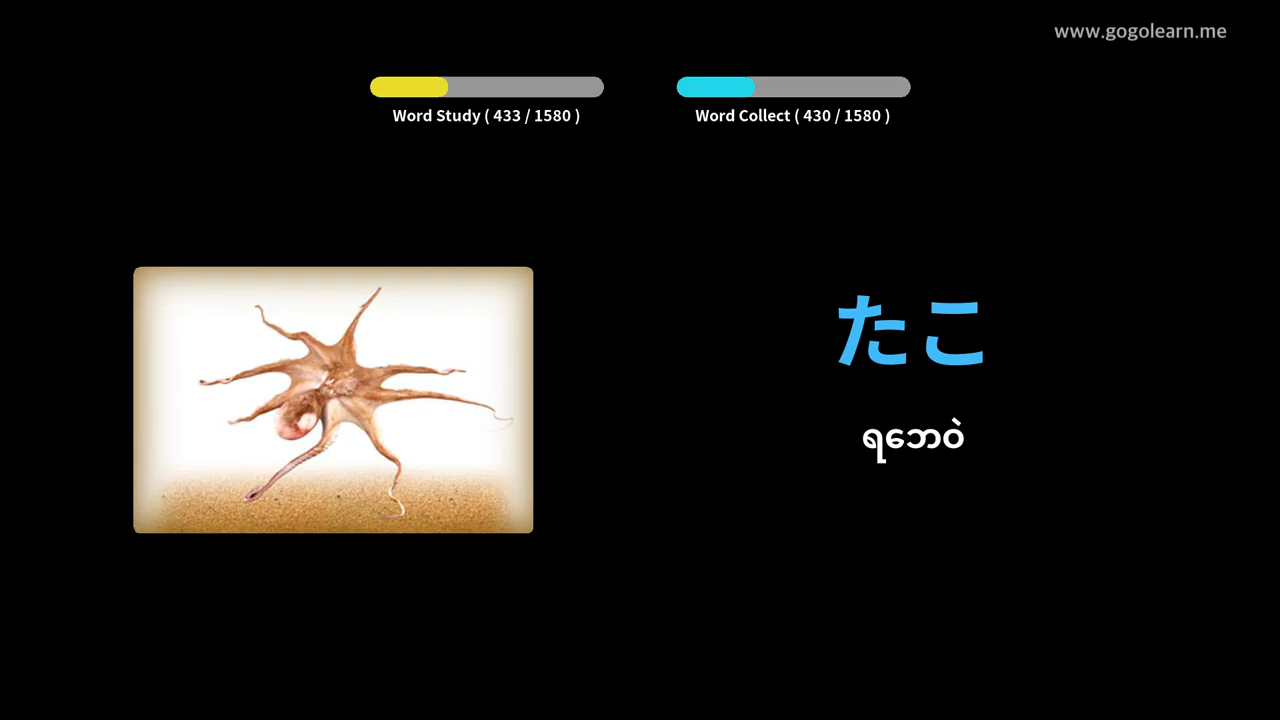 www.gogolearn.me
Word Study ( 433 / 1580 )
Word Collect ( 430 / 1580 )
たこ
ရဘေဝဲ